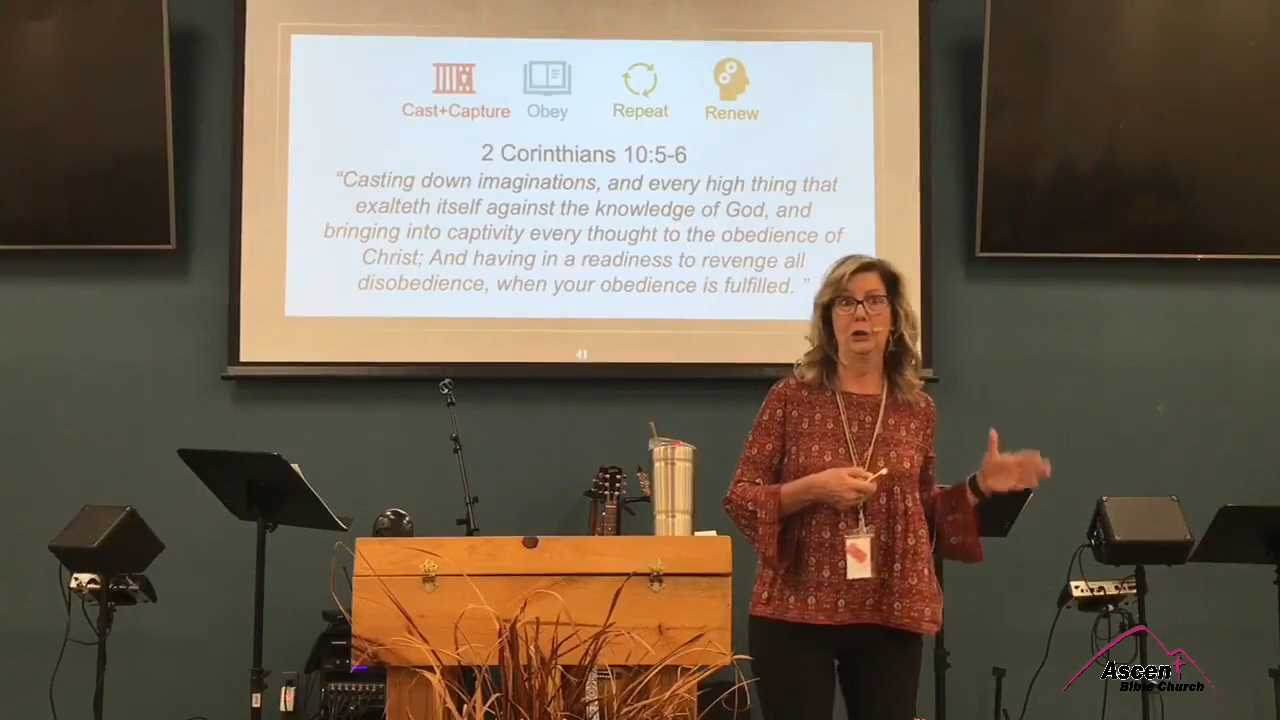 Cast+Capture Obey Repeat Renew
2 Corinthians 10:5-6
“Casting down imaginations, and every high thing that
exalteth itself against the knowledge of God, and
bringing into captivity every thought to the obedience of
Christ; And having in a readiness to revenge all
disobedience, when your obedience is fulfilled. ”
41
Ascent
Bible Church